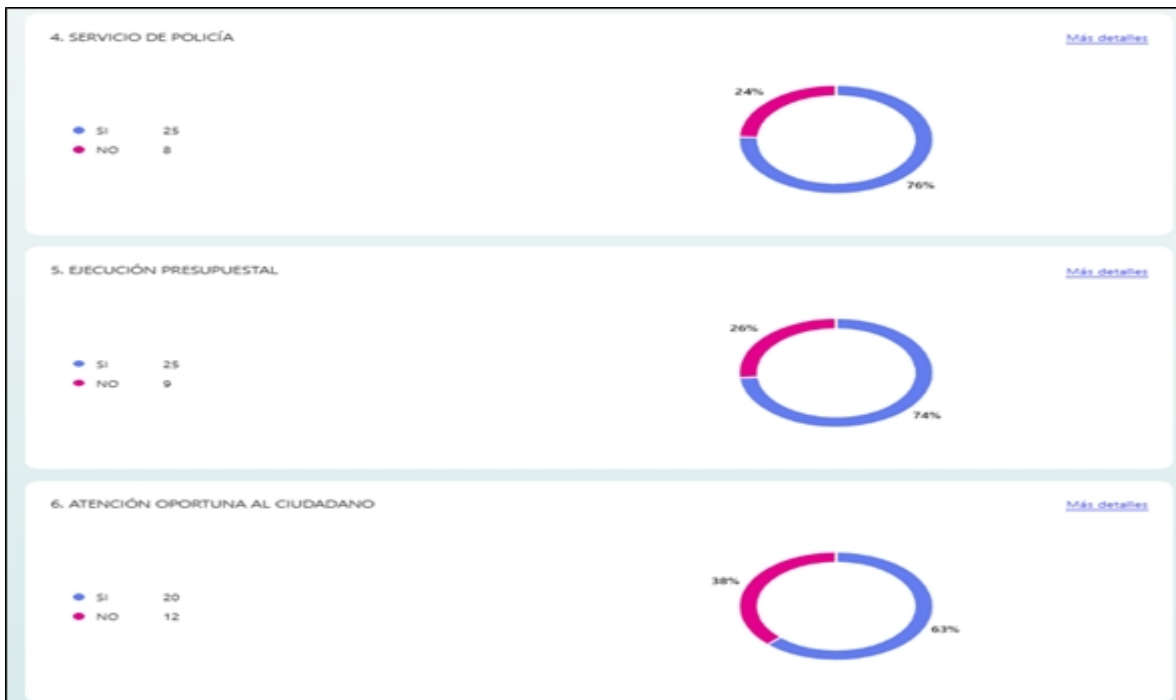 4. SERVICIO DE POLICÍA
Más detalles
SI 25
NO 8
24%
76%
5. EJECUCIÓN PRESUPUESTAL
Más detalles
SI 25
NO 9
26%
74%
6. ATENCIÓN OPORTUNA AL CIUDADANO
Más detalles
SI 20
NO 12
38%
63%